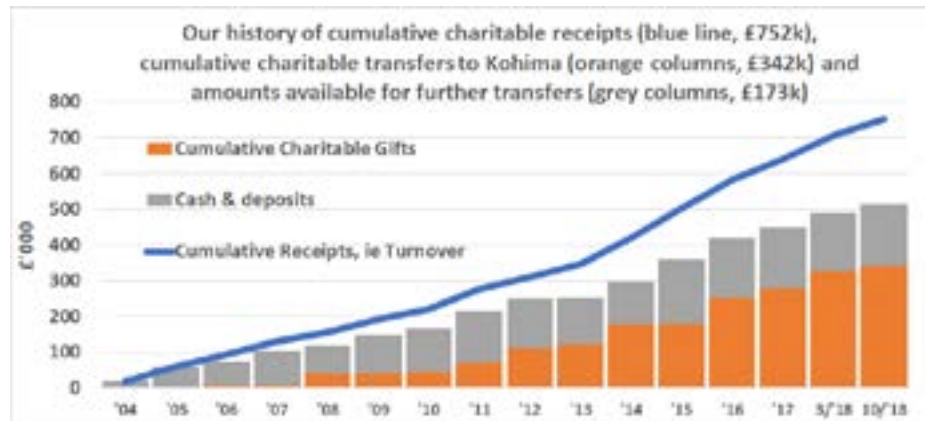 Our history of cumulative charitable receipts (blue line, £752k),
cumulative charitable transfers to Kohima (orange columns, £342k) and
amounts available for further transfers (grey columns, £173k)
800
700
600
500
400
300
200
100
0
£'000
Cumulative Charitable Gifts
Cash & deposits
Cumulative Receipts, ie Turnover
'04 '05 '06 '07 '08 '09 '10 '11 '12 '13 '14 '15 '16 '17 3/'18 10/'18